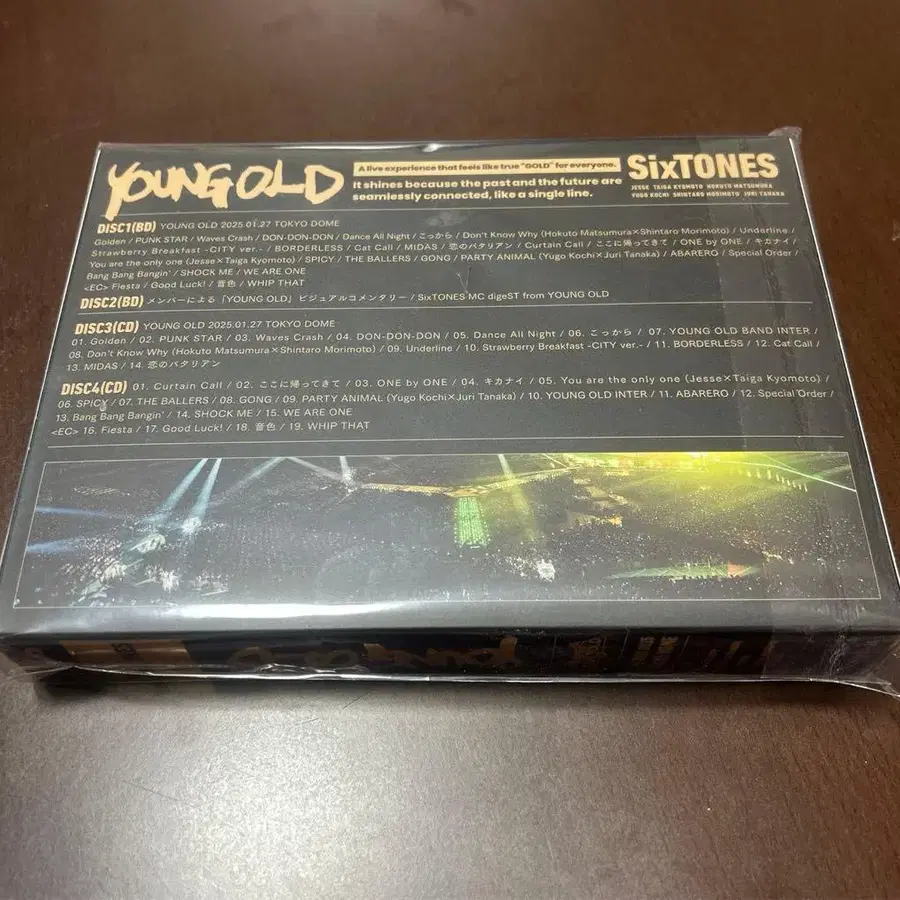 YOUNG OLD
A live experience that feels like true "GOLD" for everyone.
It shines because the past and the future are
seamlessly connected, like a single line.
SixTONES
JESSE TAIGA KYOMOTO HOKUTO MATSUMURA
YUGO KOCHI SHINTARO MORIMOTO JURI TANAKA
DISC1(BD) YOUNG OLD 2025.01.27 TOKYO DOME
Golden / PUNK STAR / Waves Crash / DON-DON-DON / Dance All Night / こっから / Don't Know Why (Hokuto Matsumura×Shintaro Morimoto) / Underline /
Strawberry Breakfast -CITY ver.- / BORDERLESS / Cat Call / MIDAS / 恋のバタリアン / Curtain Call / ここに帰ってきて / ONE by ONE / キカナイ /
You are the only one (Jesse×Taiga Kyomoto) / SPICY / THE BALLERS / GONG / PARTY ANIMAL (Yugo Kochi×Juri Tanaka) / ABARERO / Special Order /
Bang Bang Bangin' / SHOCK ME / WE ARE ONE
<EC> Fiesta / Good Luck! / 音色 / WHIP THAT
DISC2(BD) メンバーによる「YOUNG OLD」ビジュアルコメンタリー / SixTONES MC digeST from YOUNG OLD
DISC3(CD) YOUNG OLD 2025.01.27 TOKYO DOME
01. Golden / 02. PUNK STAR / 03. Waves Crash / 04. DON-DON-DON / 05. Dance All Night / 06. こっから / 07. YOUNG OLD BAND INTER /
08. Don't Know Why (Hokuto Matsumura×Shintaro Morimoto) / 09. Underline / 10. Strawberry Breakfast -CITY ver.- / 11. BORDERLESS / 12. Cat Call /
13. MIDAS / 14. 恋のバタリアン
DISC4(CD) 01. Curtain Call / 02. ここに帰ってきて / 03. ONE by ONE / 04. キカナイ / 05. You are the only one (Jesse×Taiga Kyomoto) /
06. SPICY / 07. THE BALLERS / 08. GONG / 09. PARTY ANIMAL (Yugo Kochi×Juri Tanaka) / 10. YOUNG OLD INTER / 11. ABARERO / 12. Special Order /
13. Bang Bang Bangin' / 14. SHOCK ME / 15. WE ARE ONE
<EC> 16. Fiesta / 17. Good Luck! / 18. 音色 / 19. WHIP THAT